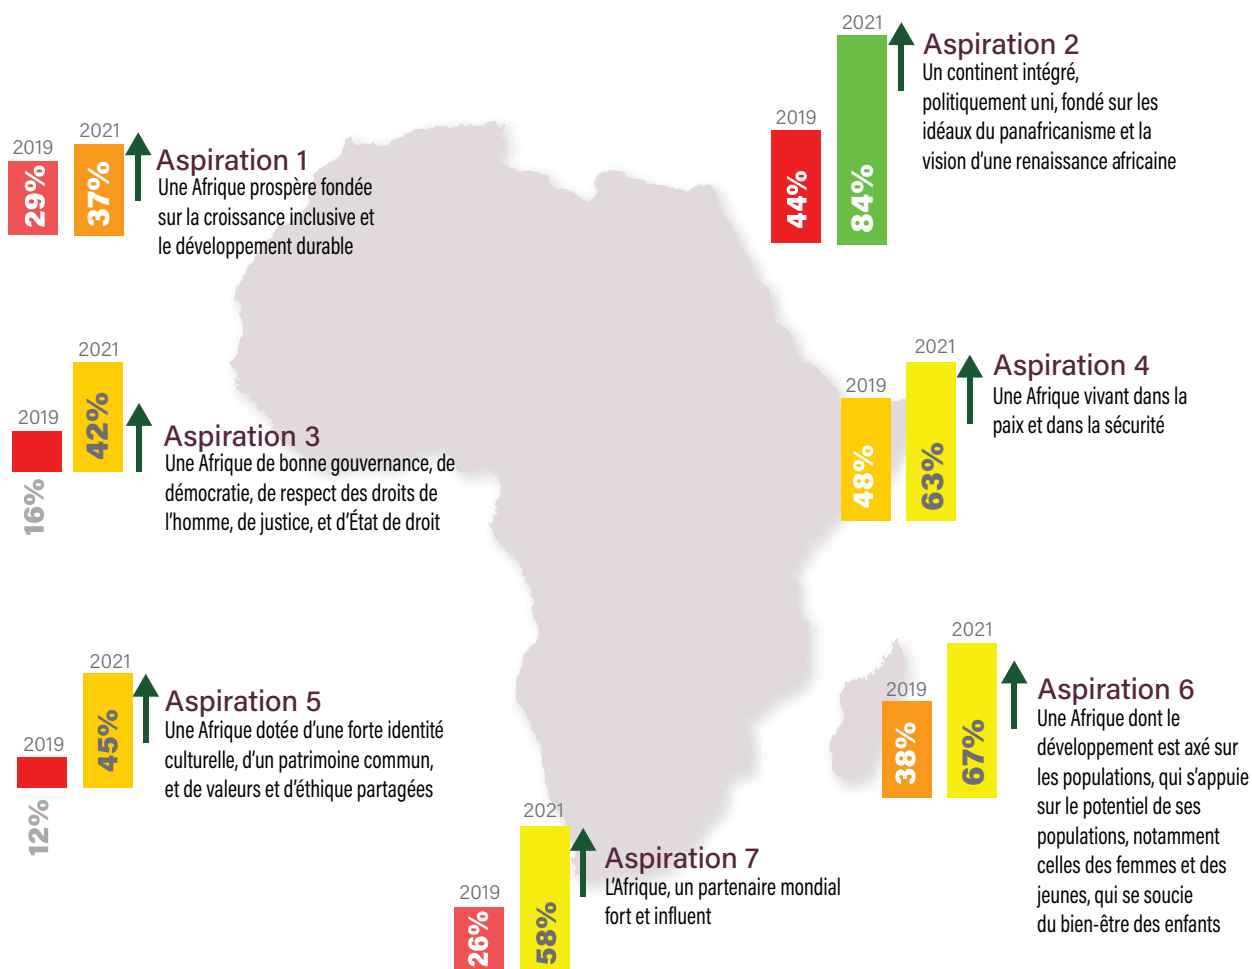 2019
29%
2021
37%
Aspiration 1
Une Afrique prospère fondée
sur la croissance inclusive et
le développement durable
2019
44%
2021
84%
Aspiration 2
Un continent intégré,
politiquement uni, fondé sur les
idéaux du panafricanisme et la
vision d’une renaissance africaine
2019
16%
2021
42%
Aspiration 3
Une Afrique de bonne gouvernance, de
démocratie, de respect des droits de
l’homme, de justice, et d’État de droit
2019
48%
2021
63%
Aspiration 4
Une Afrique vivant dans la
paix et dans la sécurité
2019
12%
2021
45%
Aspiration 5
Une Afrique dotée d’une forte identité
culturelle, d’un patrimoine commun,
et de valeurs et d’éthique partagées
2019
38%
2021
67%
Aspiration 6
Une Afrique dont le
développement est axé sur
les populations, qui s’appuie
sur le potentiel de ses
populations, notamment
celles des femmes et des
jeunes, qui se soucie
du bien-être des enfants
2019
26%
2021
58%
Aspiration 7
L’Afrique, un partenaire mondial
fort et influent